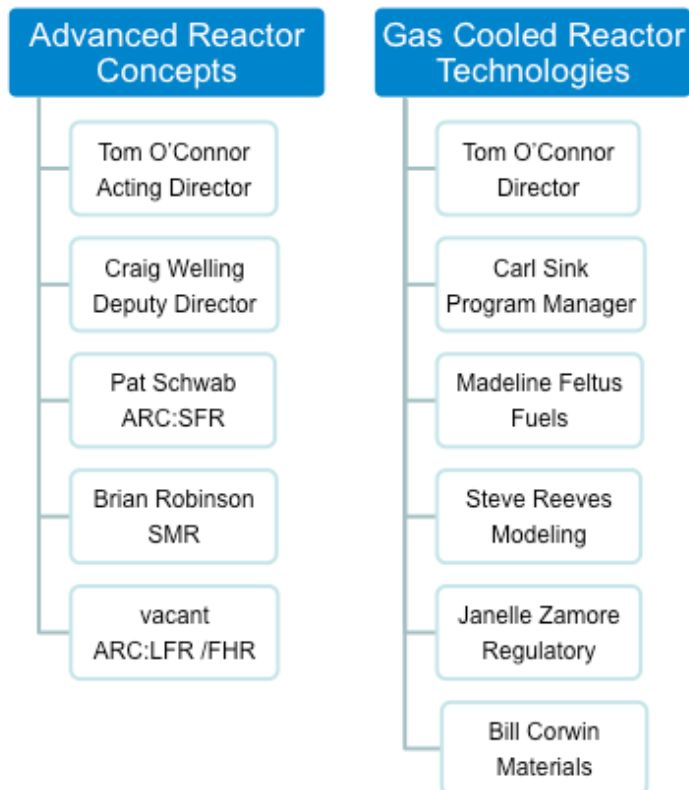 Advanced Reactor
Concepts
Tom O'Connor
Acting Director
Craig Welling
Deputy Director
Pat Schwab
ARC:SFR
Brian Robinson
SMR
vacant
ARC:LFR /FHR
Gas Cooled Reactor
Technologies
Tom O'Connor
Director
Carl Sink
Program Manager
Madeline Feltus
Fuels
Steve Reeves
Modeling
Janelle Zamore
Regulatory
Bill Corwin
Materials